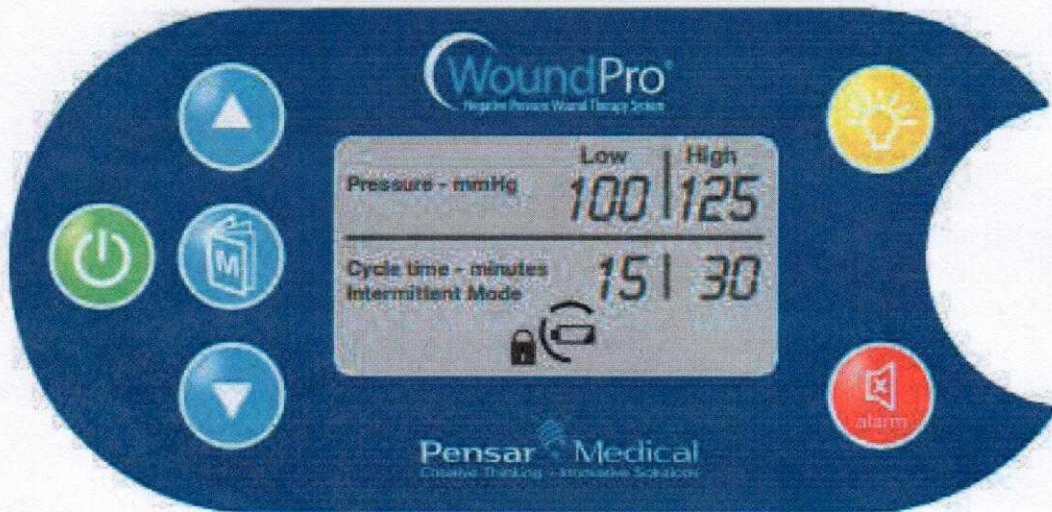 WoundPro®
Negative Pressure Wound Therapy System
Low High
Pressure - mmHg 100 125
Cycle time - minutes 15 30
Intermittent Mode
M
alarm
Pensar Medical
Creative Thinking - Innovative Solutions